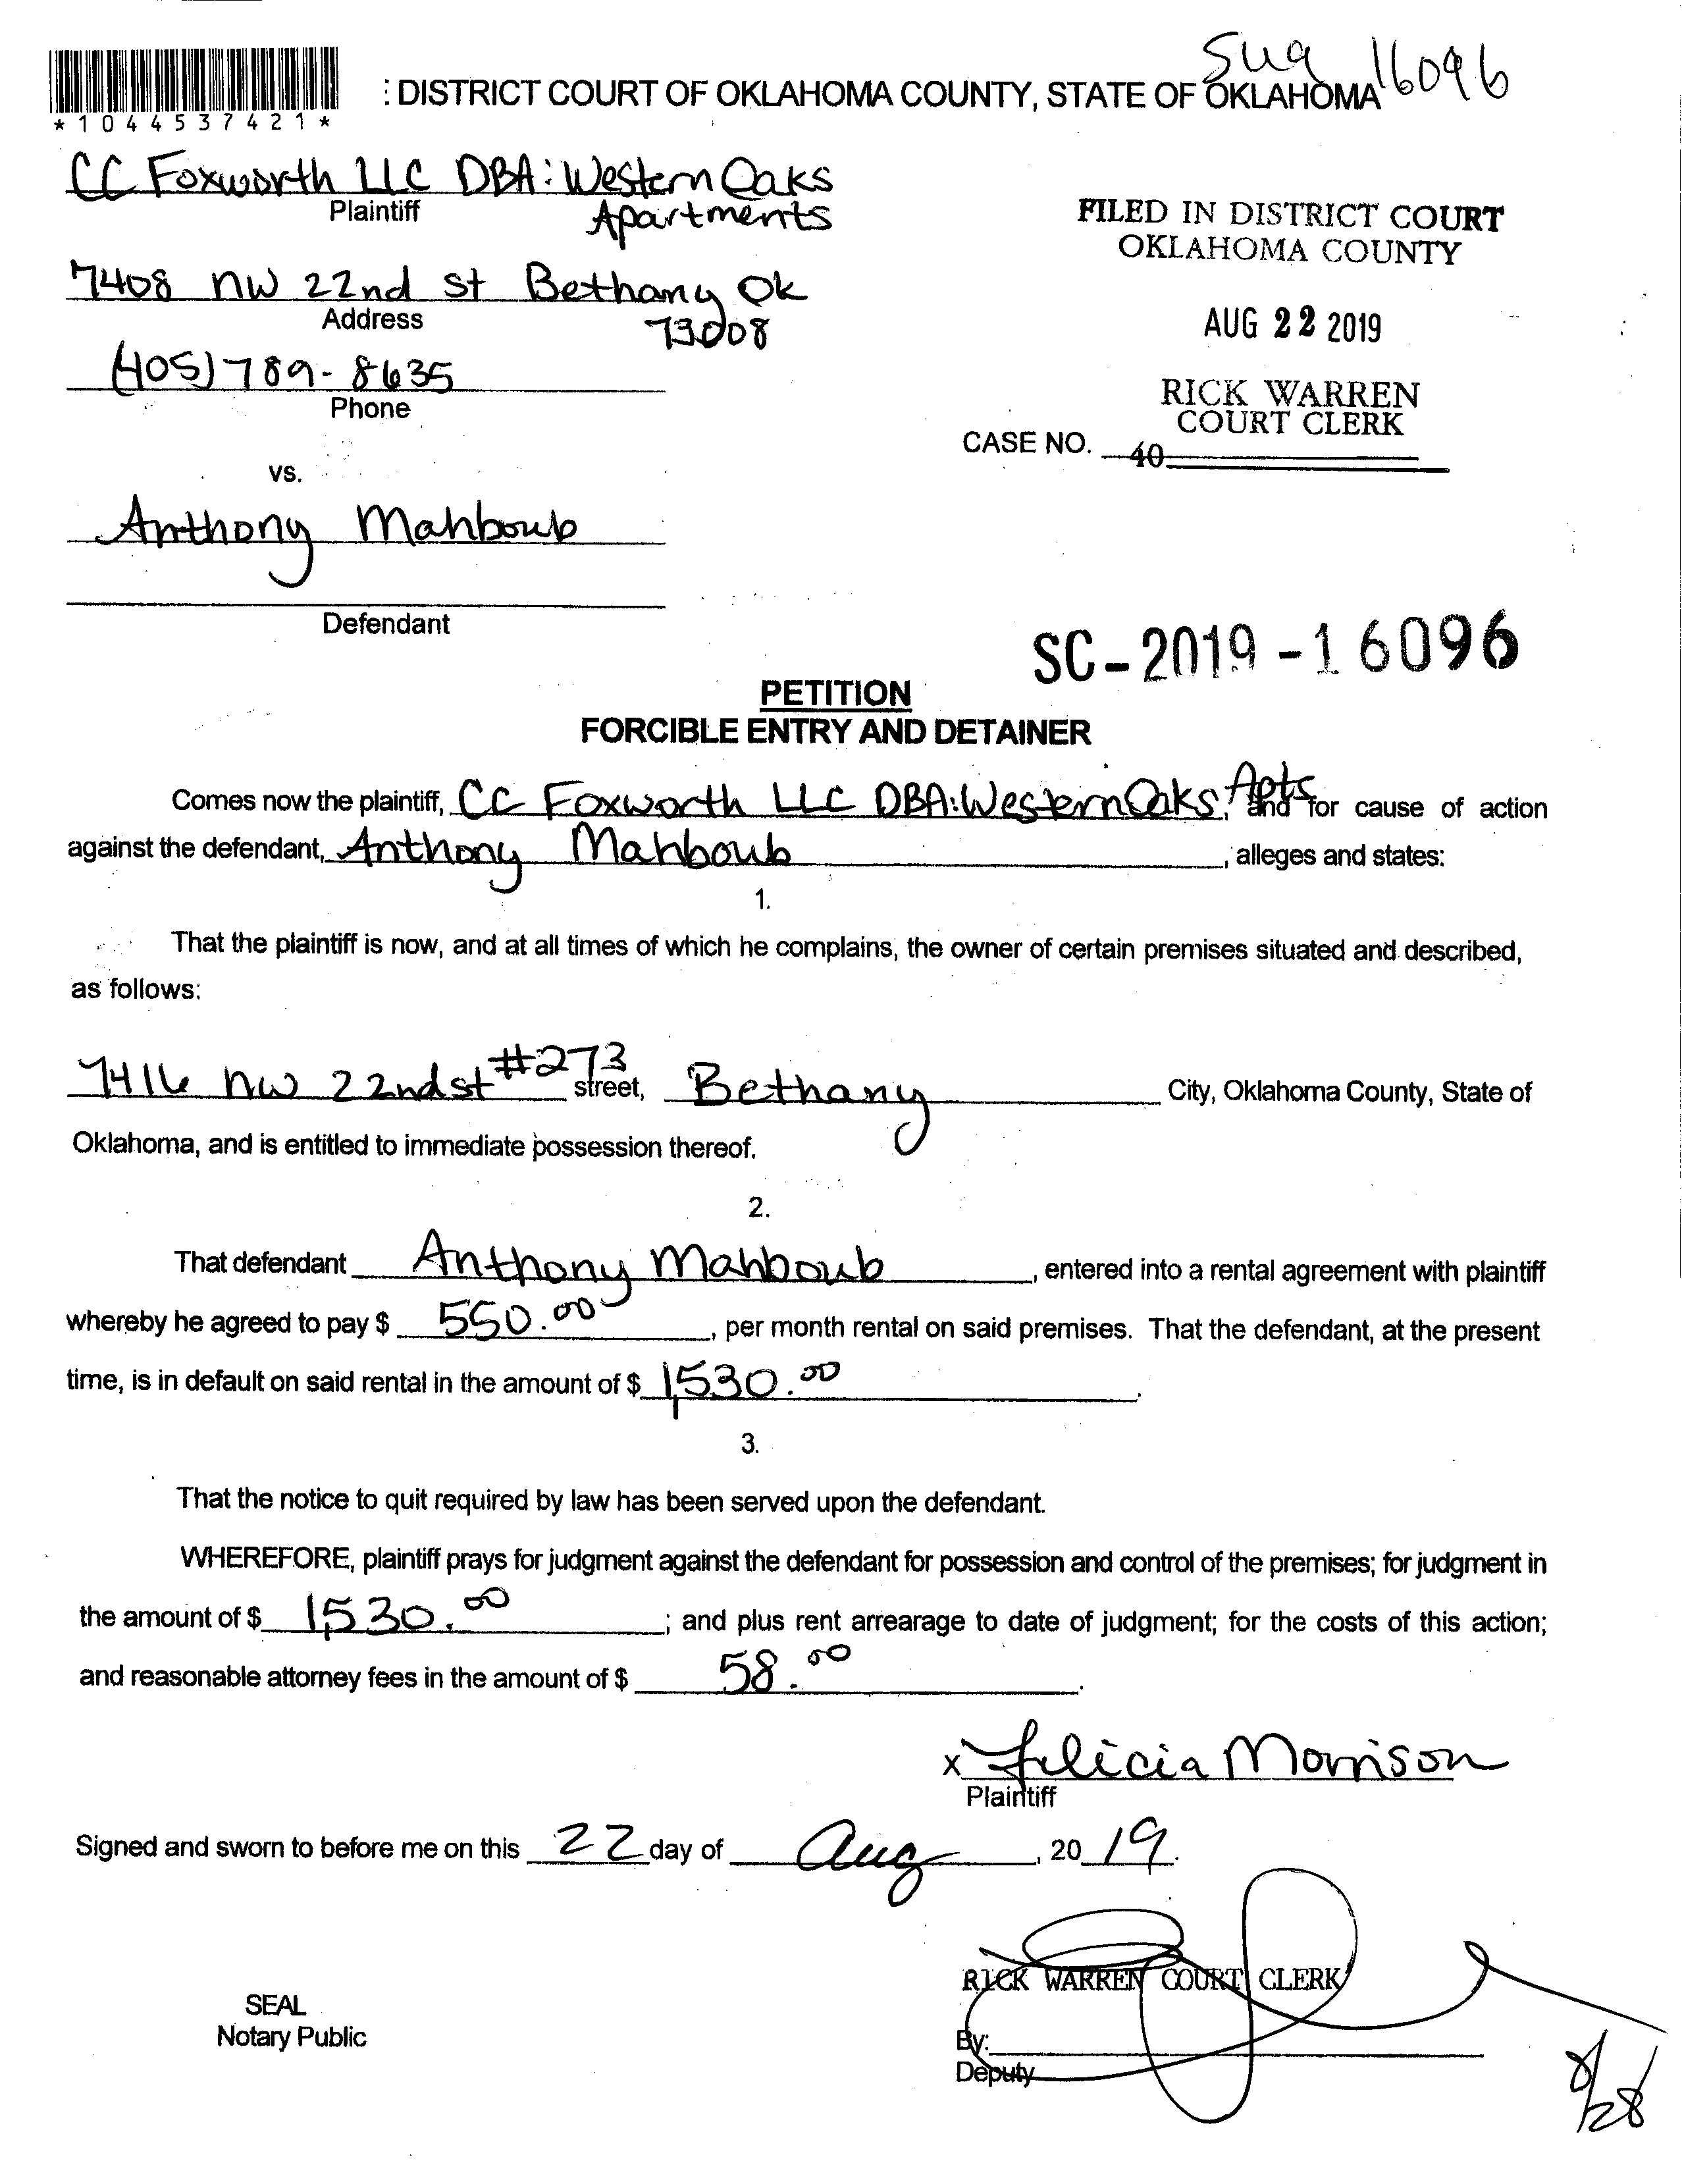 Sug 16096
: DISTRICT COURT OF OKLAHOMA COUNTY, STATE OF OKLAHOMA
*1044537421*
CC Foxworth LLC DBA: Western Oaks
Plaintiff
Apartments
FILED IN DISTRICT COURT
OKLAHOMA COUNTY
7408 NW 22nd st Bethany Ok
Address
73008
AUG 22 2019
(405) 789-8635
Phone
RICK WARREN
COURT CLERK
CASE NO. 40
vs.
Anthony Mahboub
Defendant
SC-2019-16096
PETITION
FORCIBLE ENTRY AND DETAINER
Comes now the plaintiff, CC Foxworth LLC DBA: Western Oaks Apts, and for cause of action
against the defendant, Anthony Mahboub, alleges and states:
1.
That the plaintiff is now, and at all times of which he complains, the owner of certain premises situated and described,
as follows:
7416 NW 22nd st #273 street, Bethany City, Oklahoma County, State of
Oklahoma, and is entitled to immediate possession thereof.
2.
That defendant Anthony Mahboub, entered into a rental agreement with plaintiff
whereby he agreed to pay $ 550.00, per month rental on said premises. That the defendant, at the present
time, is in default on said rental in the amount of $ 1,530.00.
3.
That the notice to quit required by law has been served upon the defendant.
WHEREFORE, plaintiff prays for judgment against the defendant for possession and control of the premises; for judgment in
the amount of $ 1,530.00; and plus rent arrearage to date of judgment; for the costs of this action;
and reasonable attorney fees in the amount of $ 58.00.
x Felicia Morrison
Plaintiff
Signed and sworn to before me on this 22 day of Aug, 20 19.
RICK WARREN COURT CLERK
SEAL
Notary Public
By:
Deputy
8/28